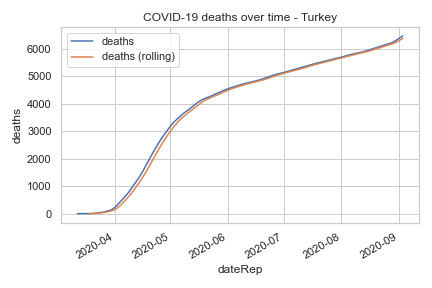 COVID-19 deaths over time - Turkey
deaths
deaths (rolling)
6000
5000
4000
3000
2000
1000
0
deaths
2020-04
2020-05
2020-06
2020-07
2020-08
2020-09
dateRep